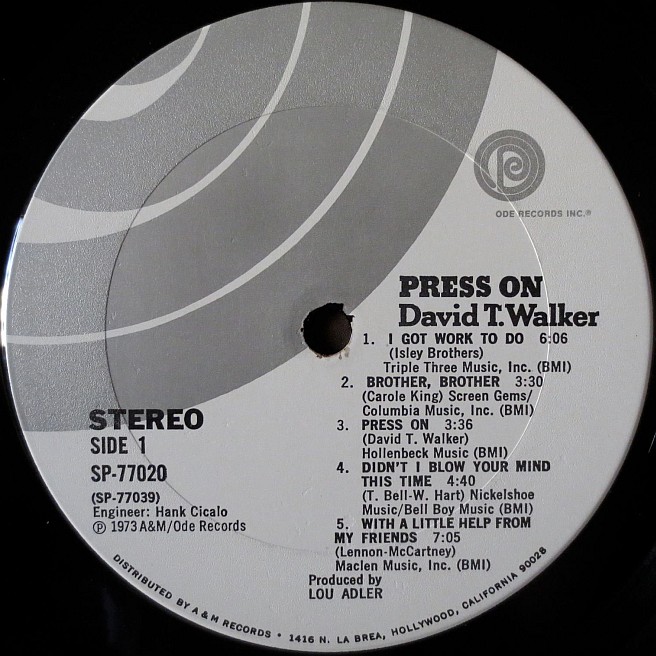 ODE RECORDS INC.®
PRESS ON
David T. Walker
1. I GOT WORK TO DO 6:06
(Isley Brothers)
Triple Three Music, Inc. (BMI)
2. BROTHER, BROTHER 3:30
(Carole King) Screen Gems/
Columbia Music, Inc. (BMI)
3. PRESS ON 3:36
(David T. Walker)
Hollenbeck Music (BMI)
4. DIDN'T I BLOW YOUR MIND
THIS TIME 4:40
(T. Bell-W. Hart) Nickelshoe
Music/Bell Boy Music (BMI)
5. WITH A LITTLE HELP FROM
MY FRIENDS 7:05
(Lennon-McCartney)
Maclen Music, Inc. (BMI)
Produced by
LOU ADLER
STEREO
SIDE 1
SP-77020
(SP-77039)
Engineer: Hank Cicalo
℗ 1973 A&M/Ode Records
DISTRIBUTED BY A & M RECORDS • 1416 N. LA BREA, HOLLYWOOD, CALIFORNIA 90028